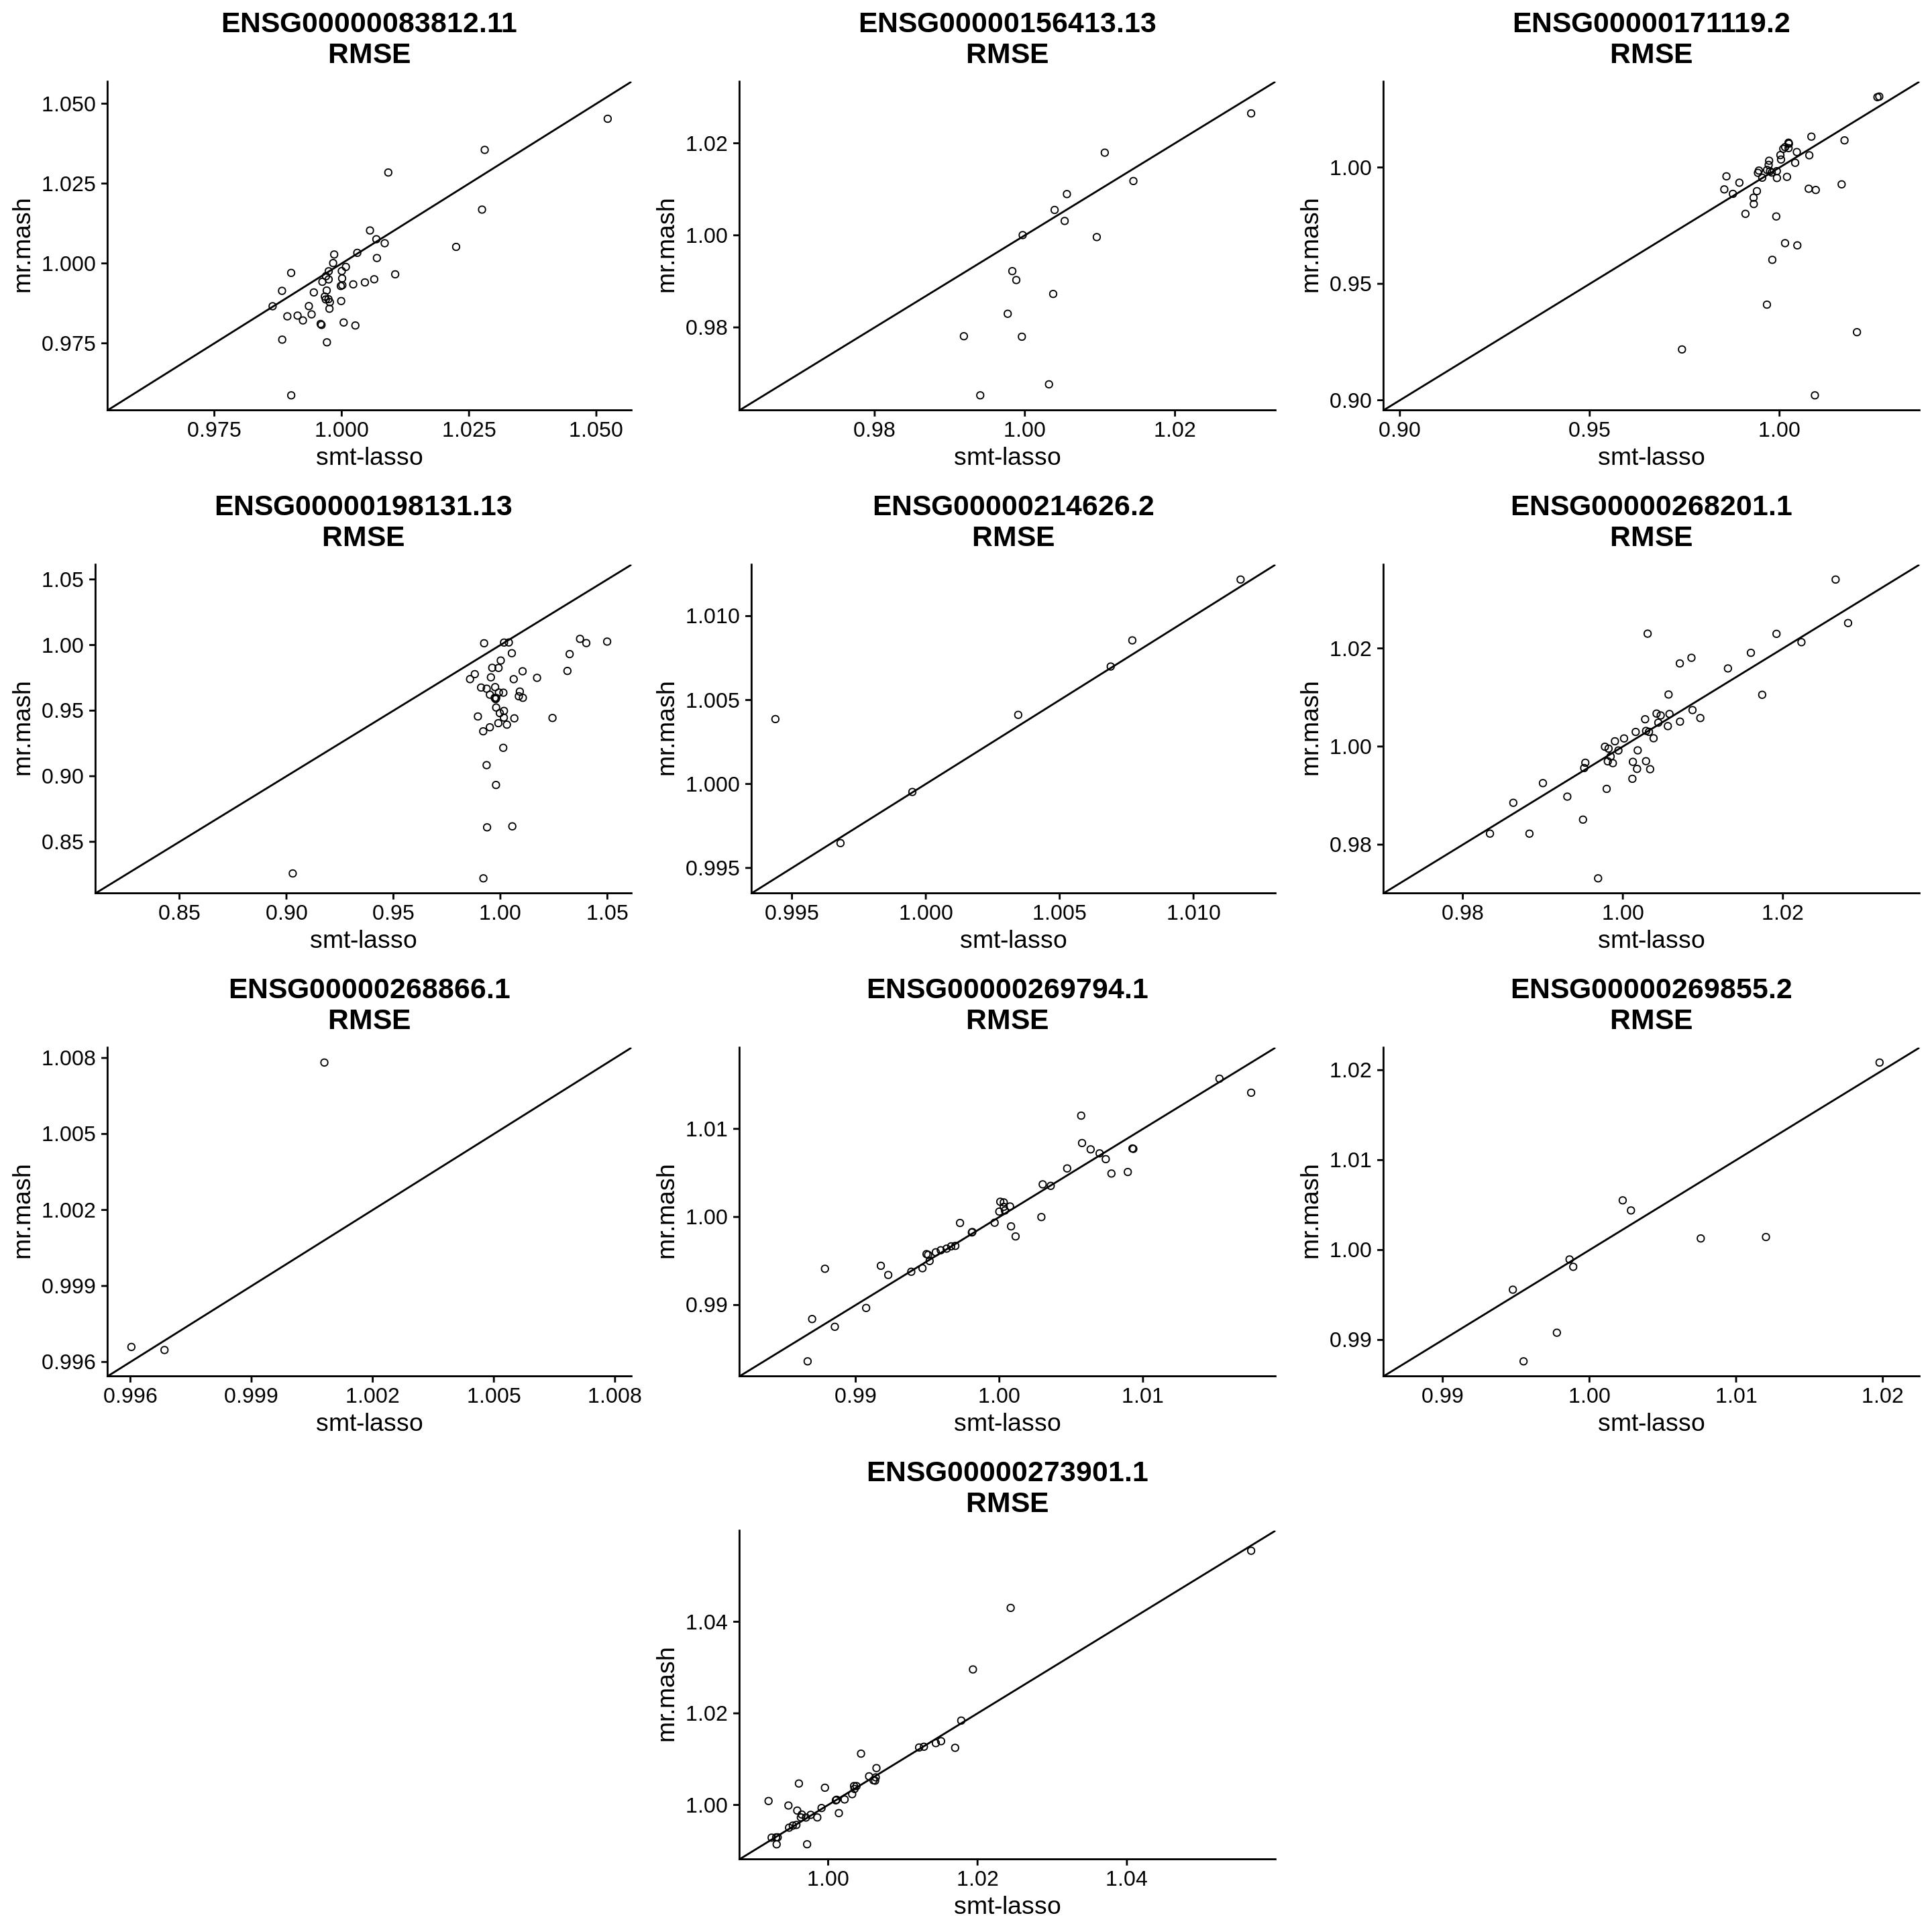 ENSG00000083812.11
RMSE
1.050
1.025
1.000
0.975
mr.mash
0.975 1.000 1.025 1.050
smt-lasso
ENSG00000156413.13
RMSE
1.02
1.00
0.98
mr.mash
0.98 1.00 1.02
smt-lasso
ENSG00000171119.2
RMSE
1.00
0.95
0.90
mr.mash
0.90 0.95 1.00
smt-lasso
ENSG00000198131.13
RMSE
1.05
1.00
0.95
0.90
0.85
mr.mash
0.85 0.90 0.95 1.00 1.05
smt-lasso
ENSG00000214626.2
RMSE
1.010
1.005
1.000
0.995
mr.mash
0.995 1.000 1.005 1.010
smt-lasso
ENSG00000268201.1
RMSE
1.02
1.00
0.98
mr.mash
0.98 1.00 1.02
smt-lasso
ENSG00000268866.1
RMSE
1.008
1.005
1.002
0.999
0.996
mr.mash
0.996 0.999 1.002 1.005 1.008
smt-lasso
ENSG00000269794.1
RMSE
1.01
1.00
0.99
mr.mash
0.99 1.00 1.01
smt-lasso
ENSG00000269855.2
RMSE
1.02
1.01
1.00
0.99
mr.mash
0.99 1.00 1.01 1.02
smt-lasso
ENSG00000273901.1
RMSE
1.04
1.02
1.00
mr.mash
1.00 1.02 1.04
smt-lasso